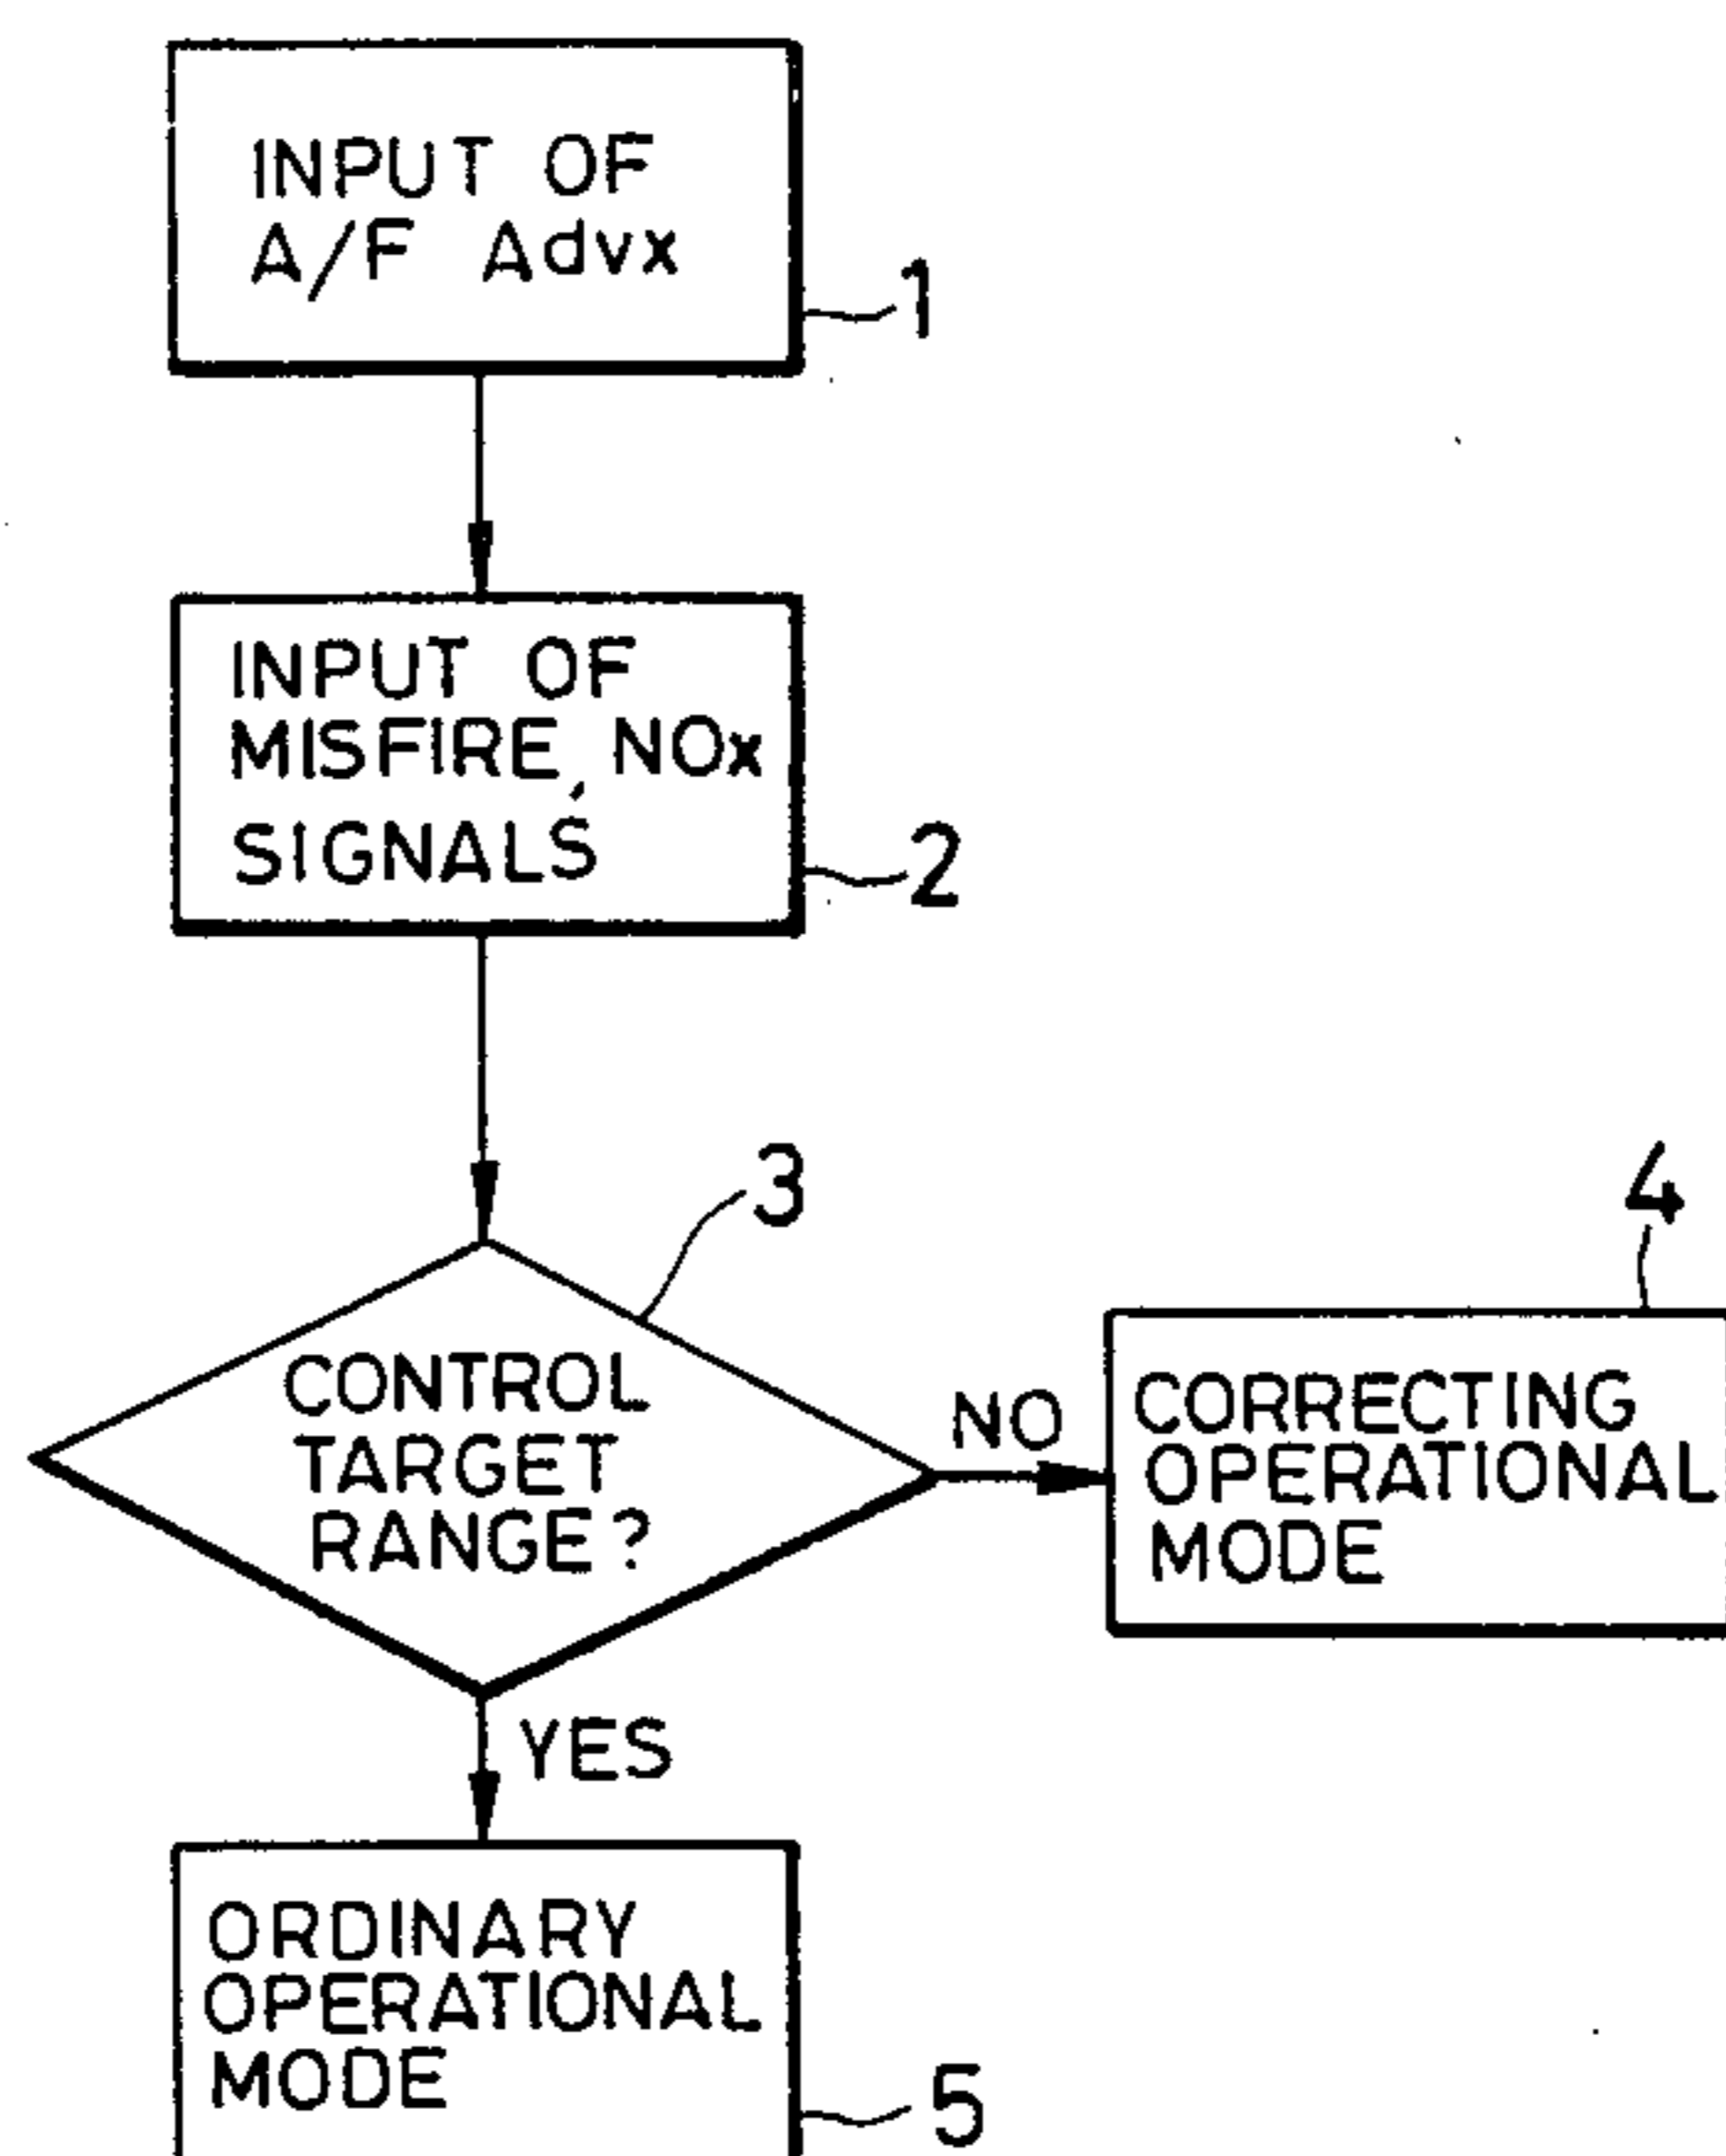 INPUT OF
A/F Advx
1
INPUT OF
MISFIRE, NOx
SIGNALS
2
3
CONTROL
TARGET
RANGE?
NO
4
CORRECTING
OPERATIONAL
MODE
YES
ORDINARY
OPERATIONAL
MODE
5